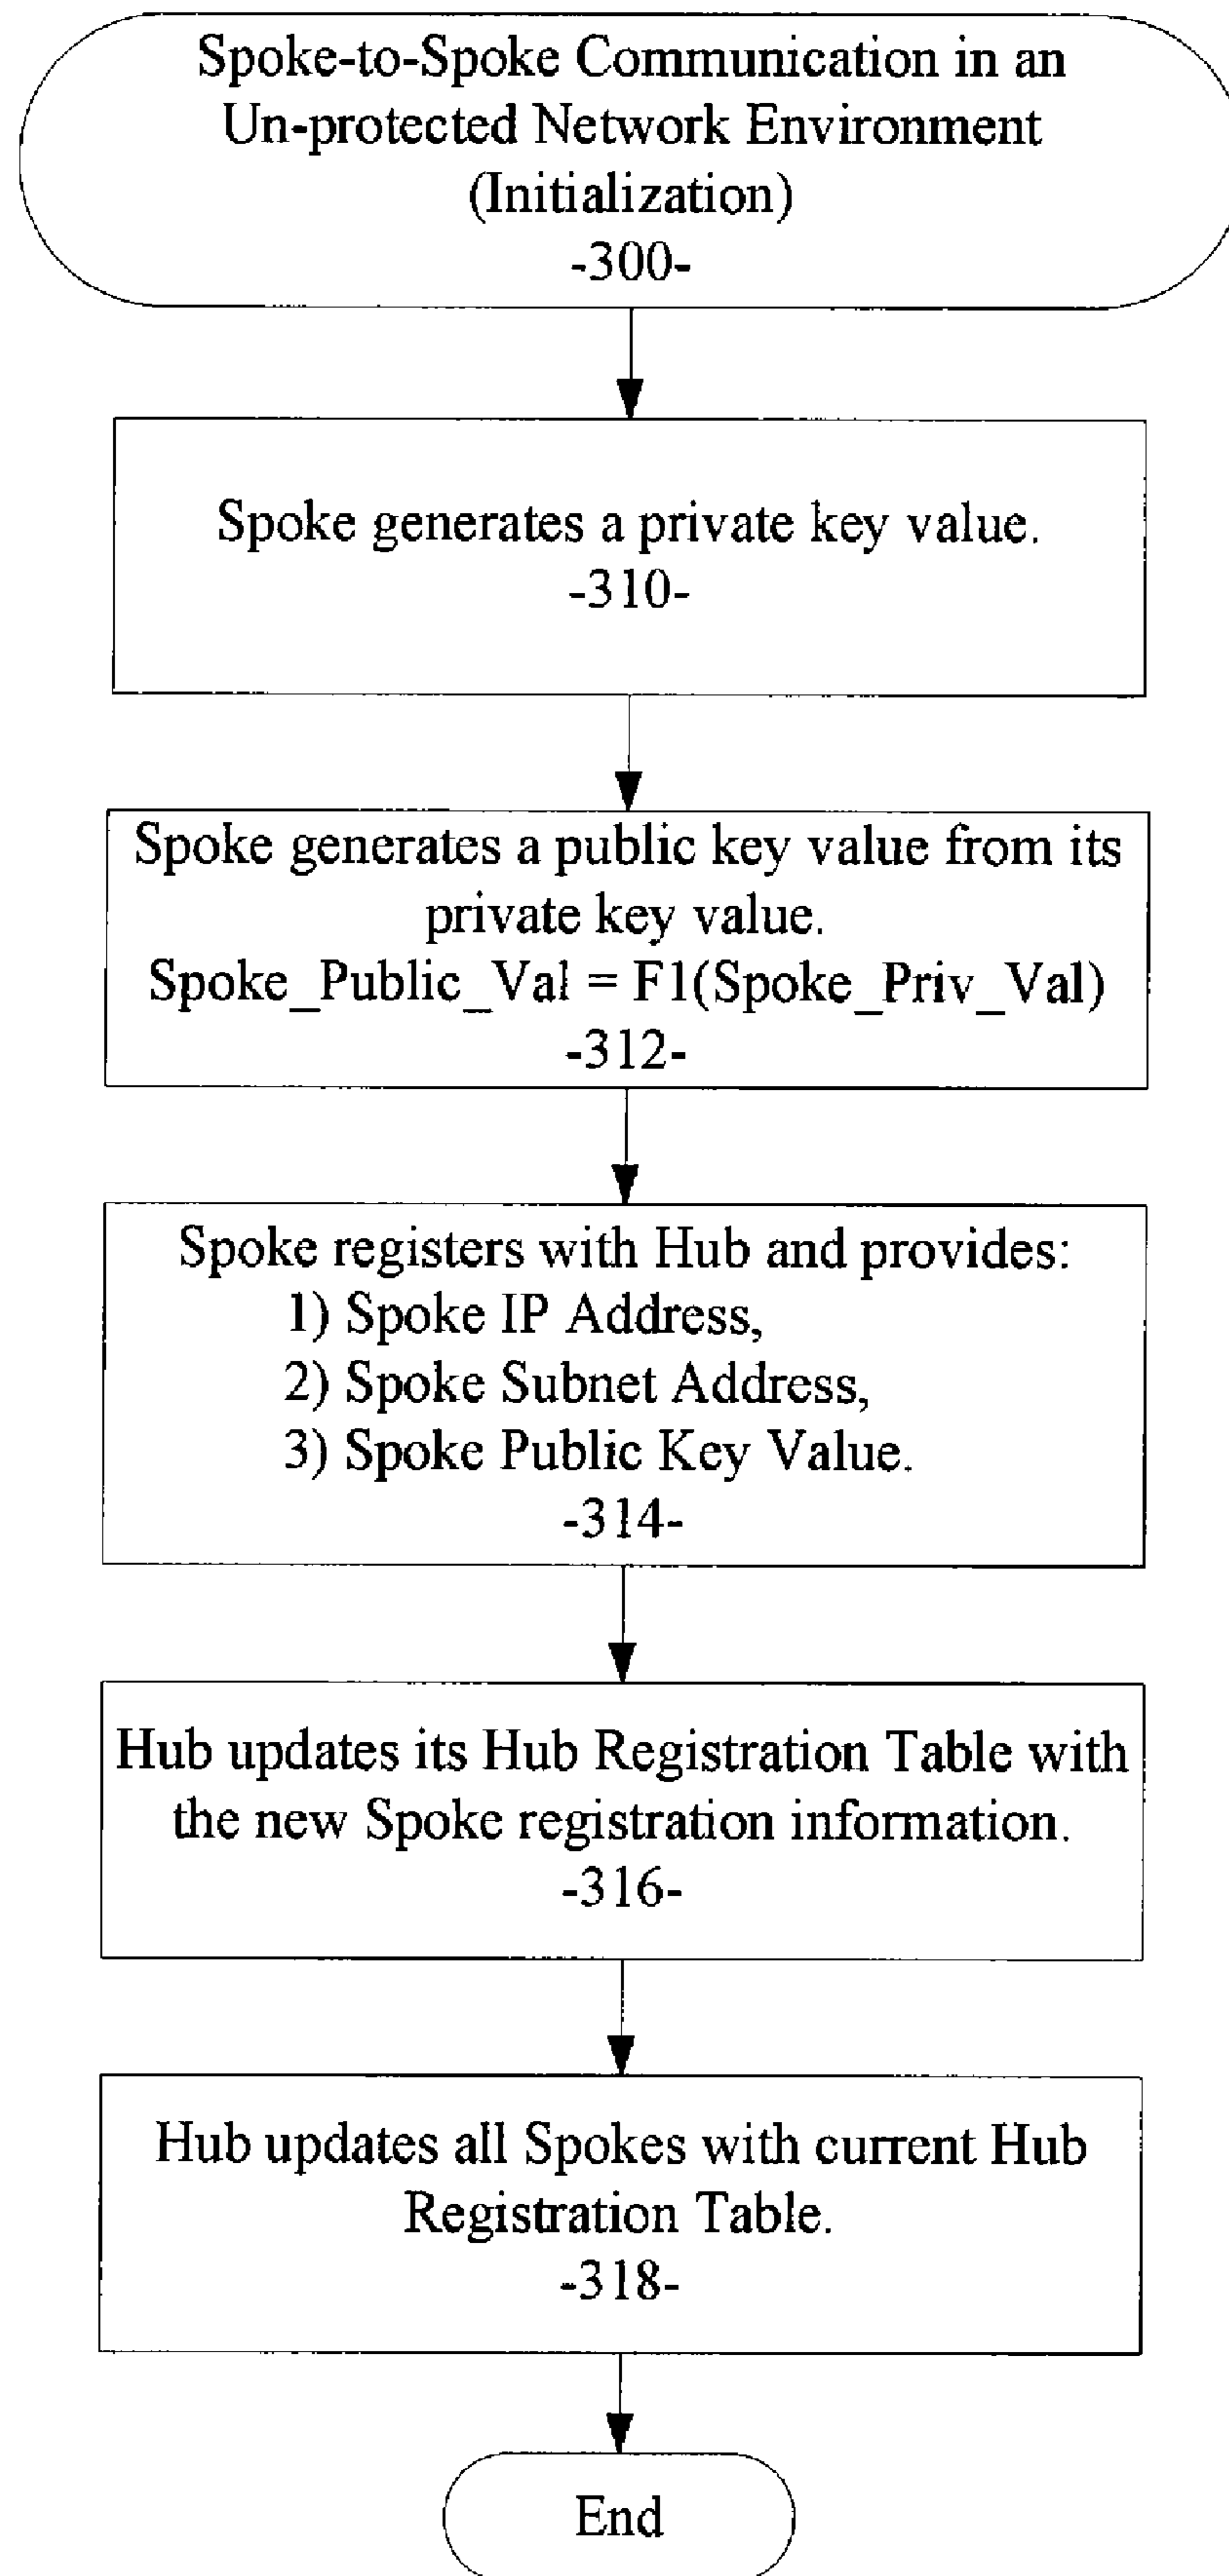 Spoke-to-Spoke Communication in an
Un-protected Network Environment
(Initialization)
-300-
Spoke generates a private key value.
-310-
Spoke generates a public key value from its
private key value.
Spoke_Public_Val = F1(Spoke_Priv_Val)
-312-
Spoke registers with Hub and provides:
1) Spoke IP Address,
2) Spoke Subnet Address,
3) Spoke Public Key Value.
-314-
Hub updates its Hub Registration Table with
the new Spoke registration information.
-316-
Hub updates all Spokes with current Hub
Registration Table.
-318-
End